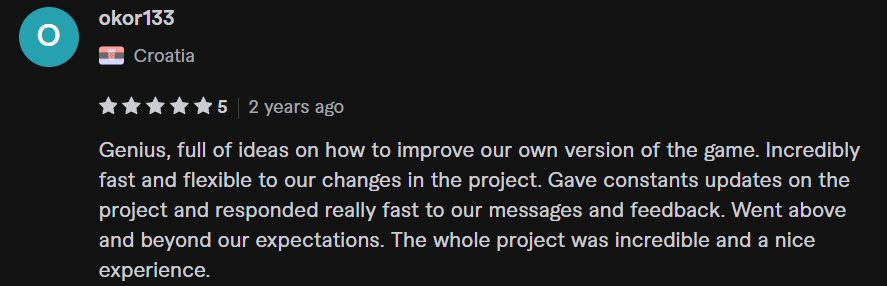 O
okor133
Croatia
5 | 2 years ago
Genius, full of ideas on how to improve our own version of the game. Incredibly
fast and flexible to our changes in the project. Gave constants updates on the
project and responded really fast to our messages and feedback. Went above
and beyond our expectations. The whole project was incredible and a nice
experience.